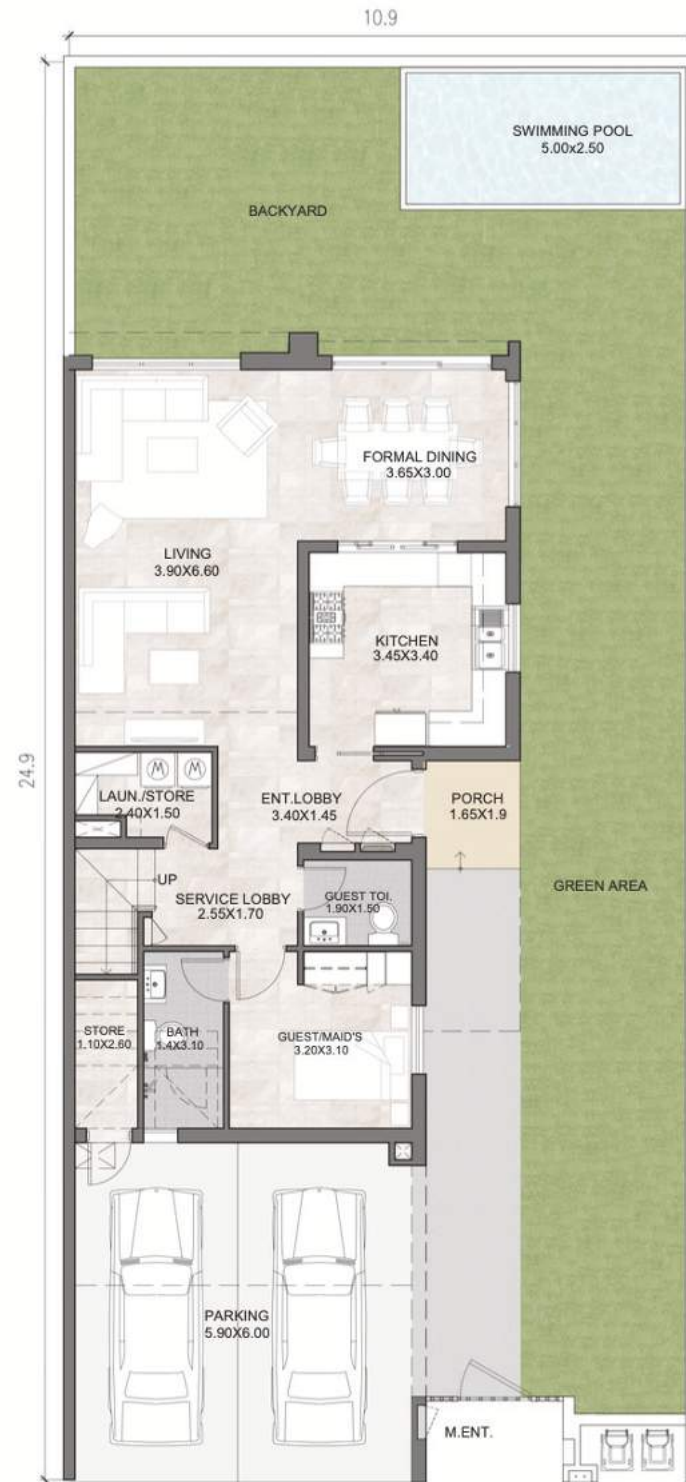 10.9
SWIMMING POOL
5.00x2.50
BACKYARD
FORMAL DINING
3.65X3.00
LIVING
3.90X6.60
KITCHEN
3.45X3.40
24.9
LAUN./STORE
2.40X1.50
M
M
ENT.LOBBY
3.40X1.45
PORCH
1.65X1.9
UP
SERVICE LOBBY
2.55X1.70
GUEST TOI.
1.90X1.50
GREEN AREA
STORE
1.10X2.60
BATH
1.4X3.10
GUEST/MAID'S
3.20X3.10
PARKING
5.90X6.00
M.ENT.